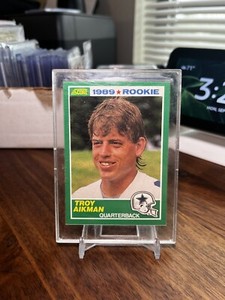 SCORE
1989 ★ ROOKIE
TROY
AIKMAN
QUARTERBACK
3:2